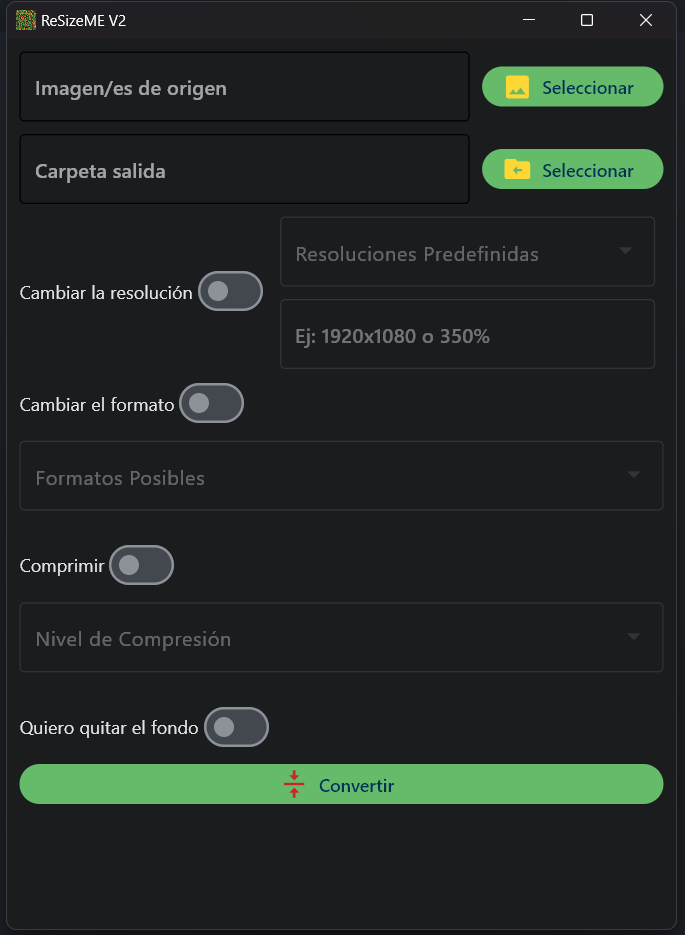 ReSizeME V2
Imagen/es de origen
Seleccionar
Carpeta salida
Seleccionar
Resoluciones Predefinidas
Cambiar la resolución
Ej: 1920x1080 o 350%
Cambiar el formato
Formatos Posibles
Comprimir
Nivel de Compresión
Quiero quitar el fondo
Convertir